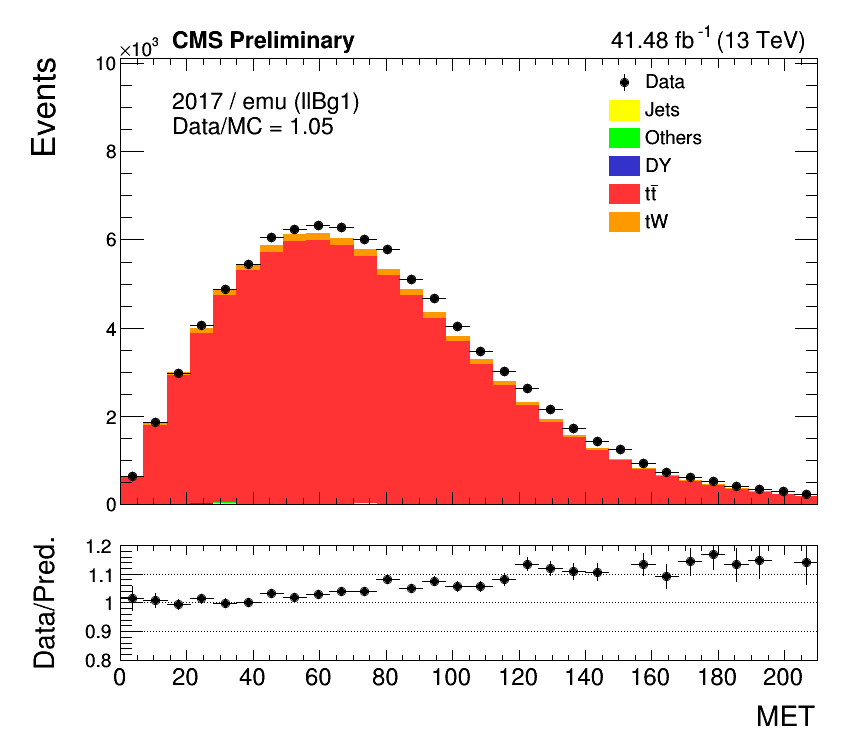 ×10³ CMS Preliminary 41.48 fb⁻¹ (13 TeV)
Events
10
8
6
4
2
0
2017 / emu (llBg1)
Data/MC = 1.05
Data
Jets
Others
DY
tt̄
tW
Data/Pred.
1.2
1.1
1
0.9
0.8
0 20 40 60 80 100 120 140 160 180 200
MET